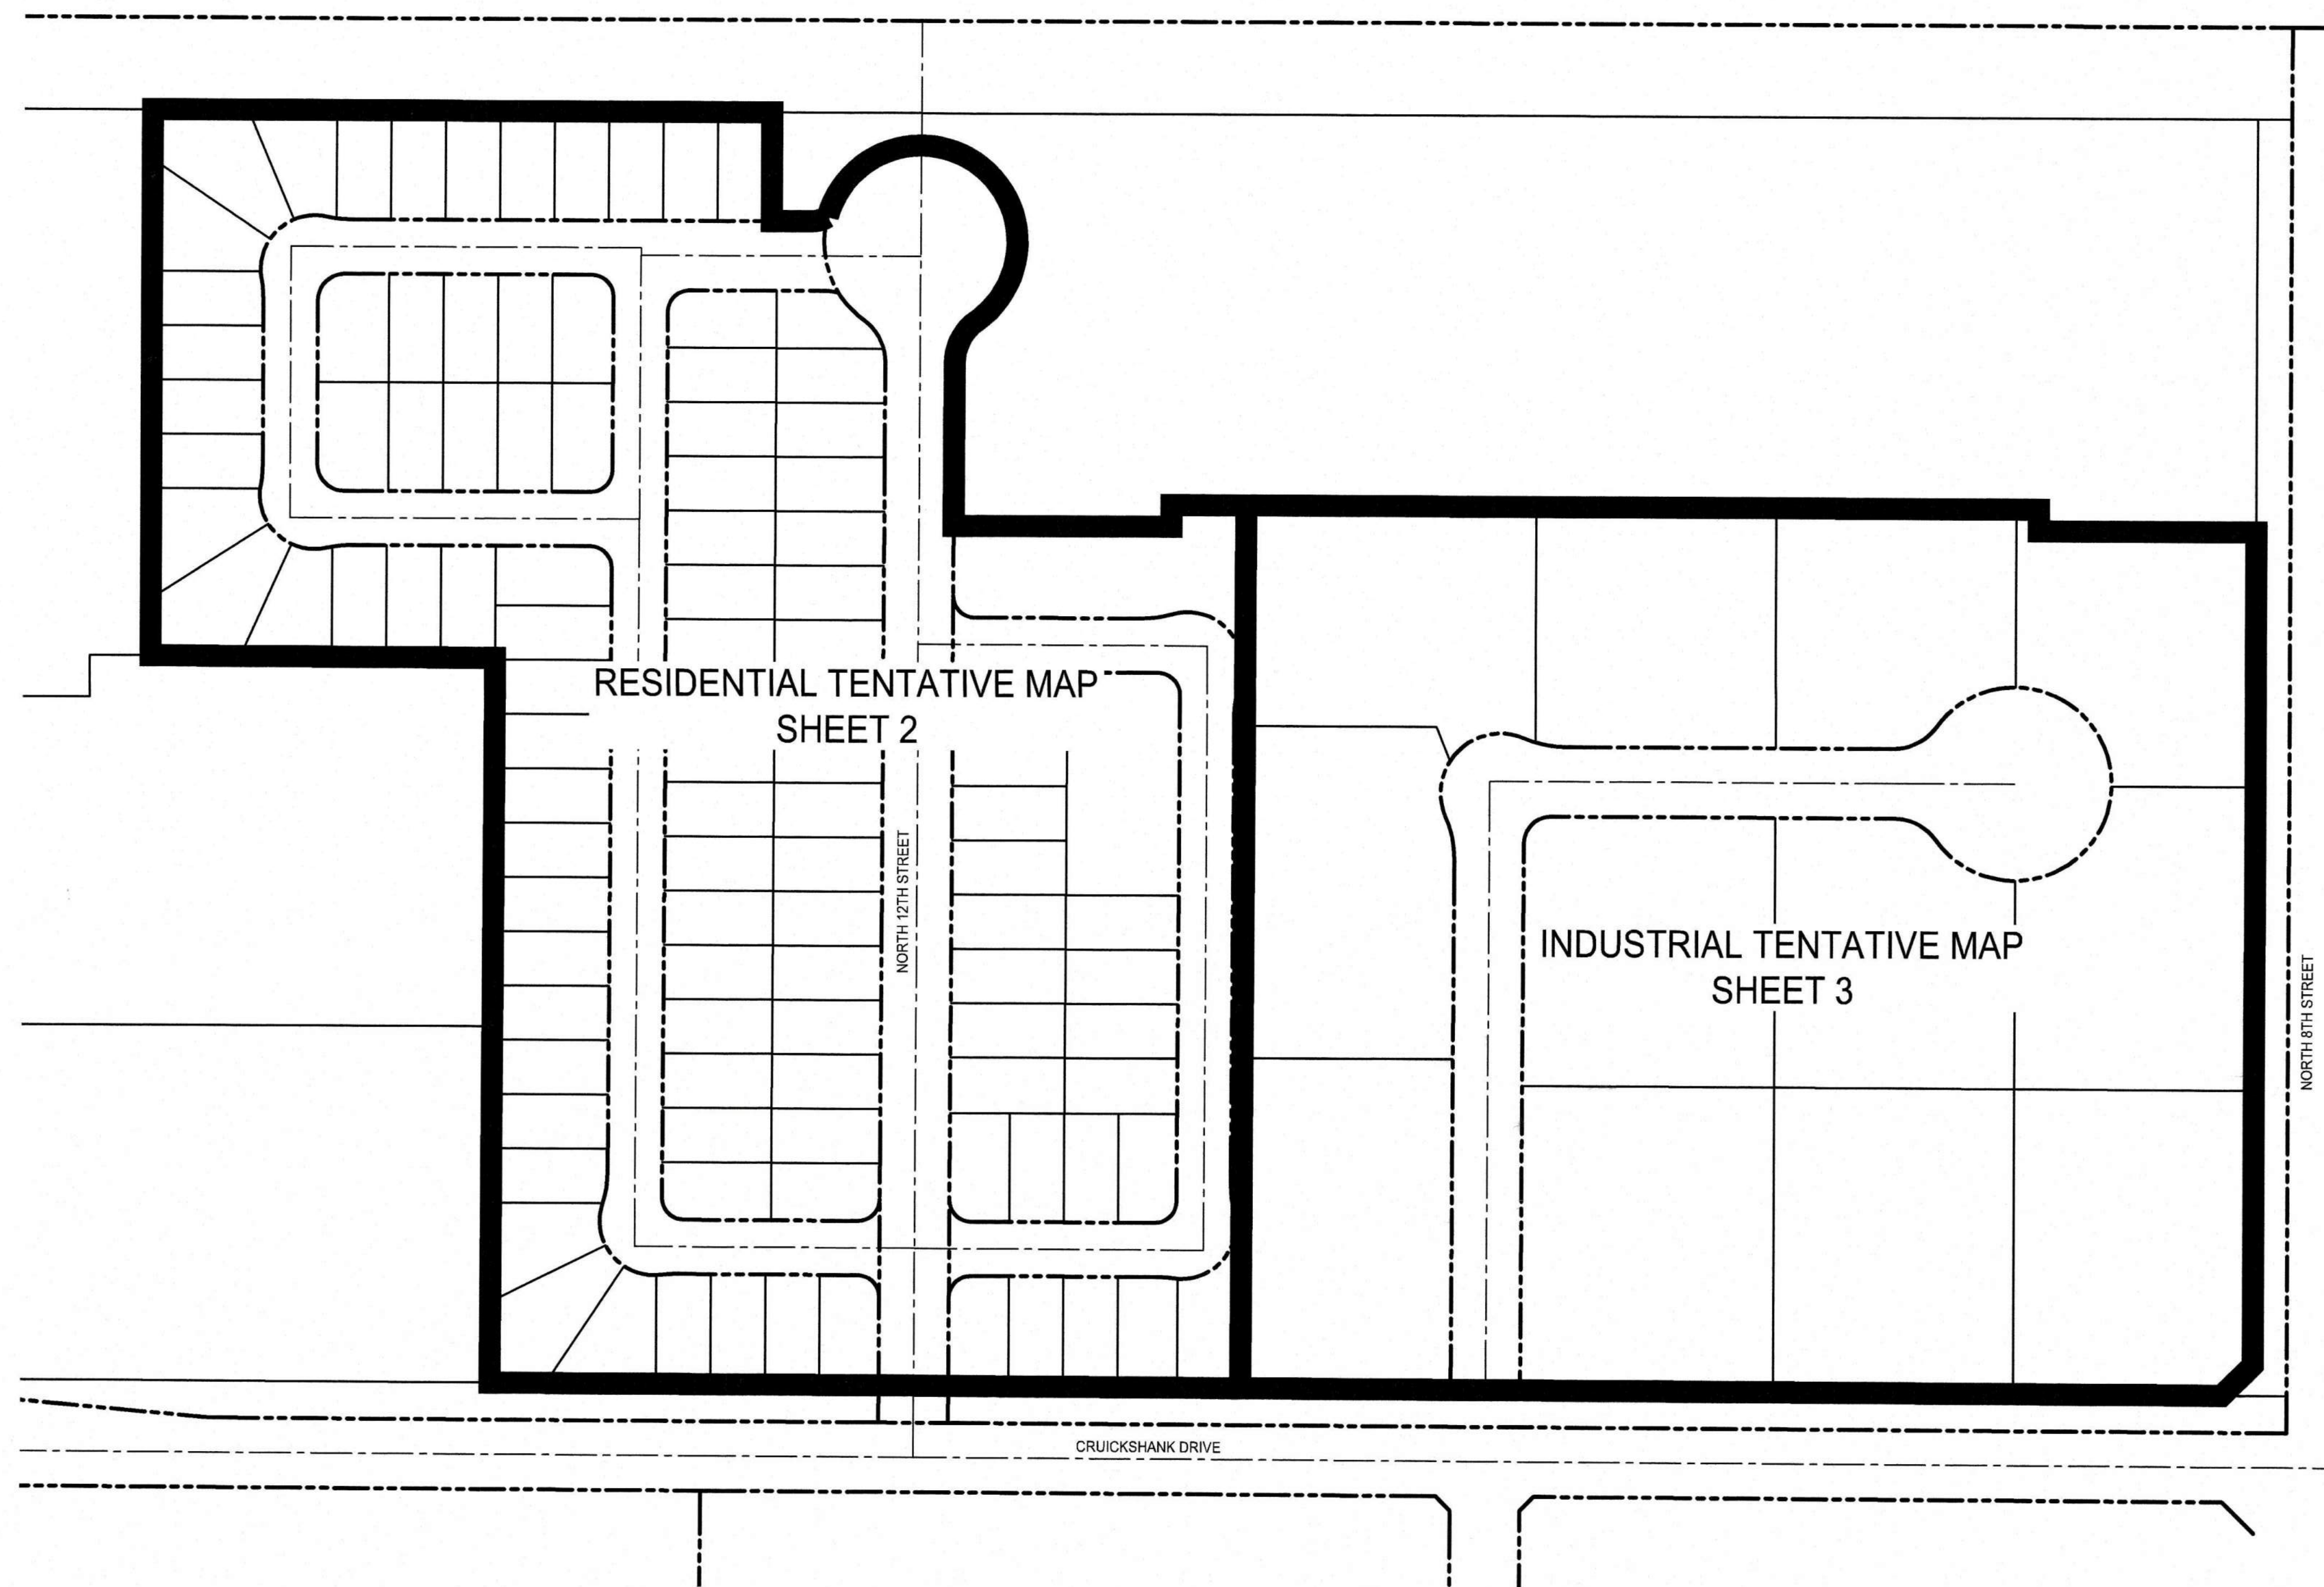 RESIDENTIAL TENTATIVE MAP
SHEET 2
NORTH 12TH STREET
INDUSTRIAL TENTATIVE MAP
SHEET 3
NORTH 8TH STREET
CRUICKSHANK DRIVE